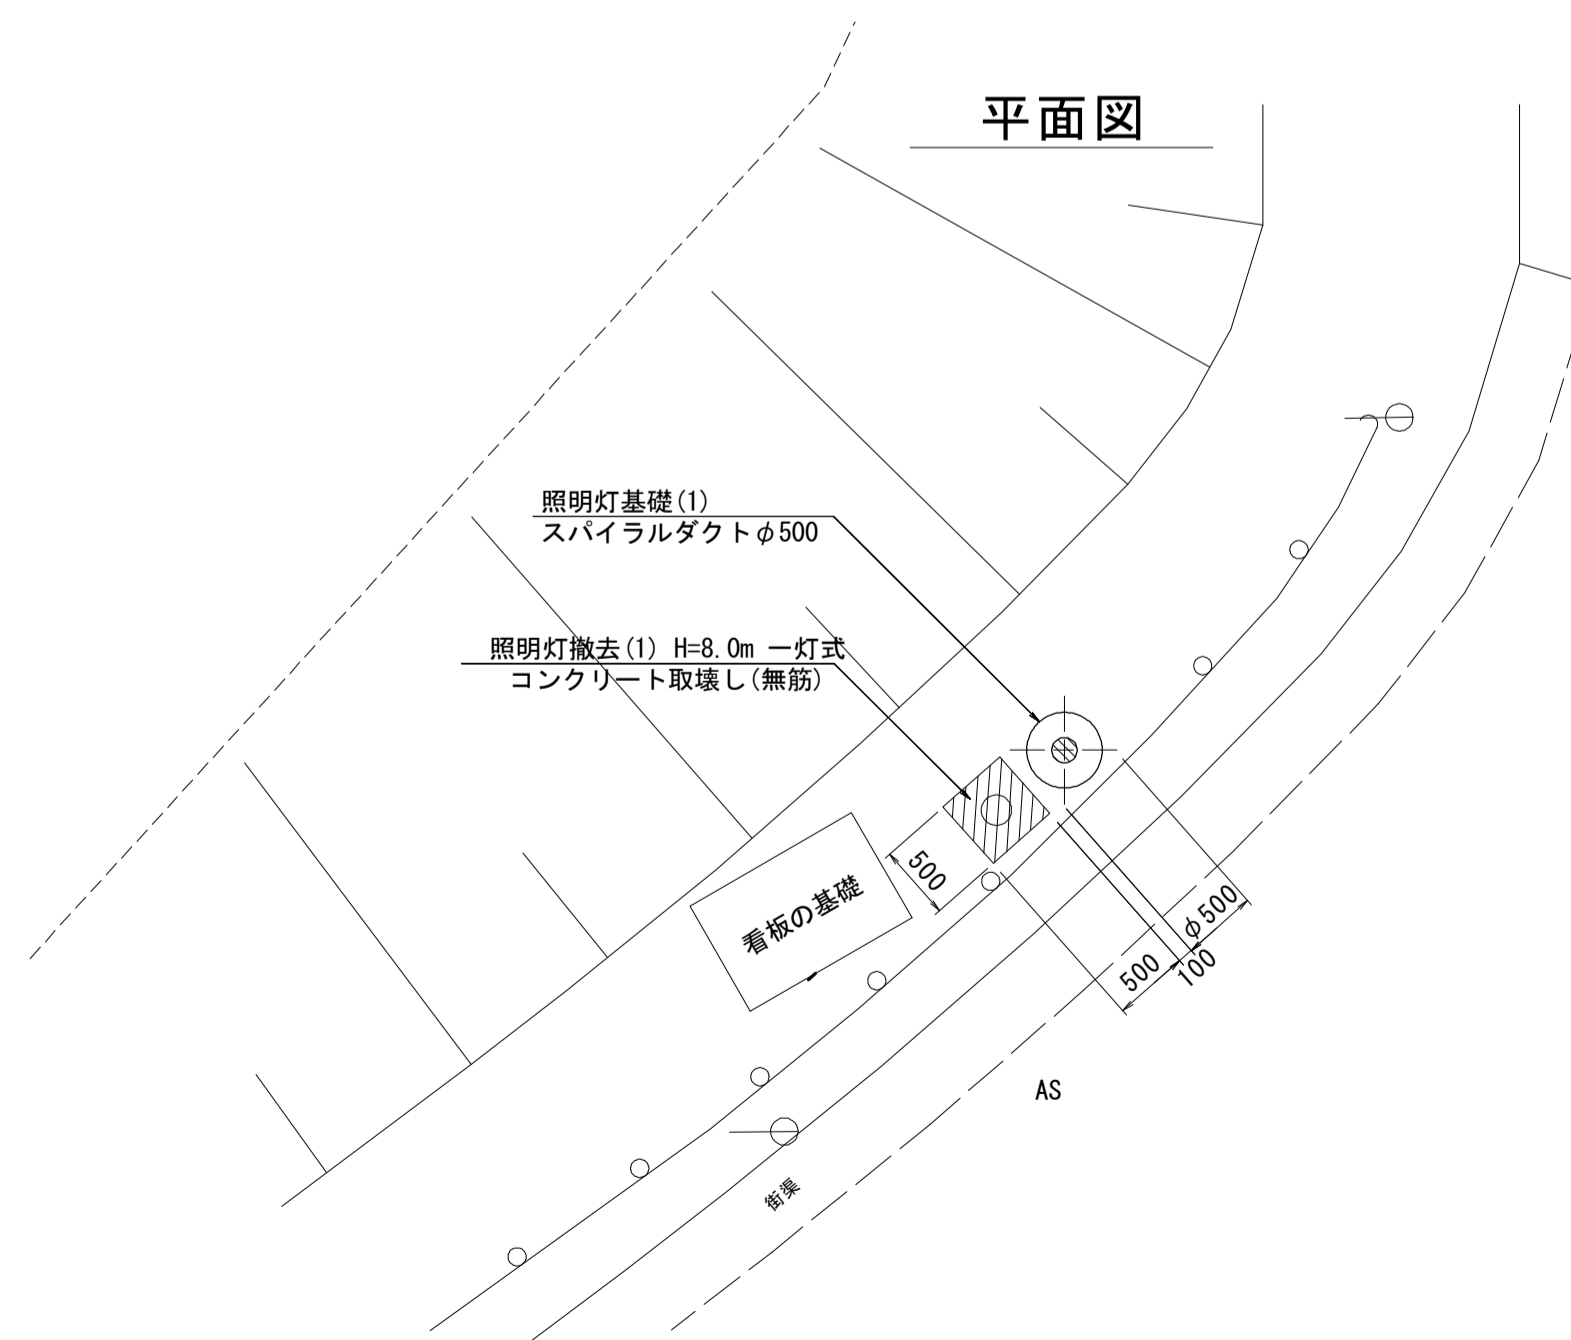 平面図
照明灯基礎(1)
スパイラルダクトφ500
照明灯撤去(1) H=8.0m 一灯式
コンクリート取壊し(無筋)
500
看板の基礎
φ500
500
100
AS
街渠